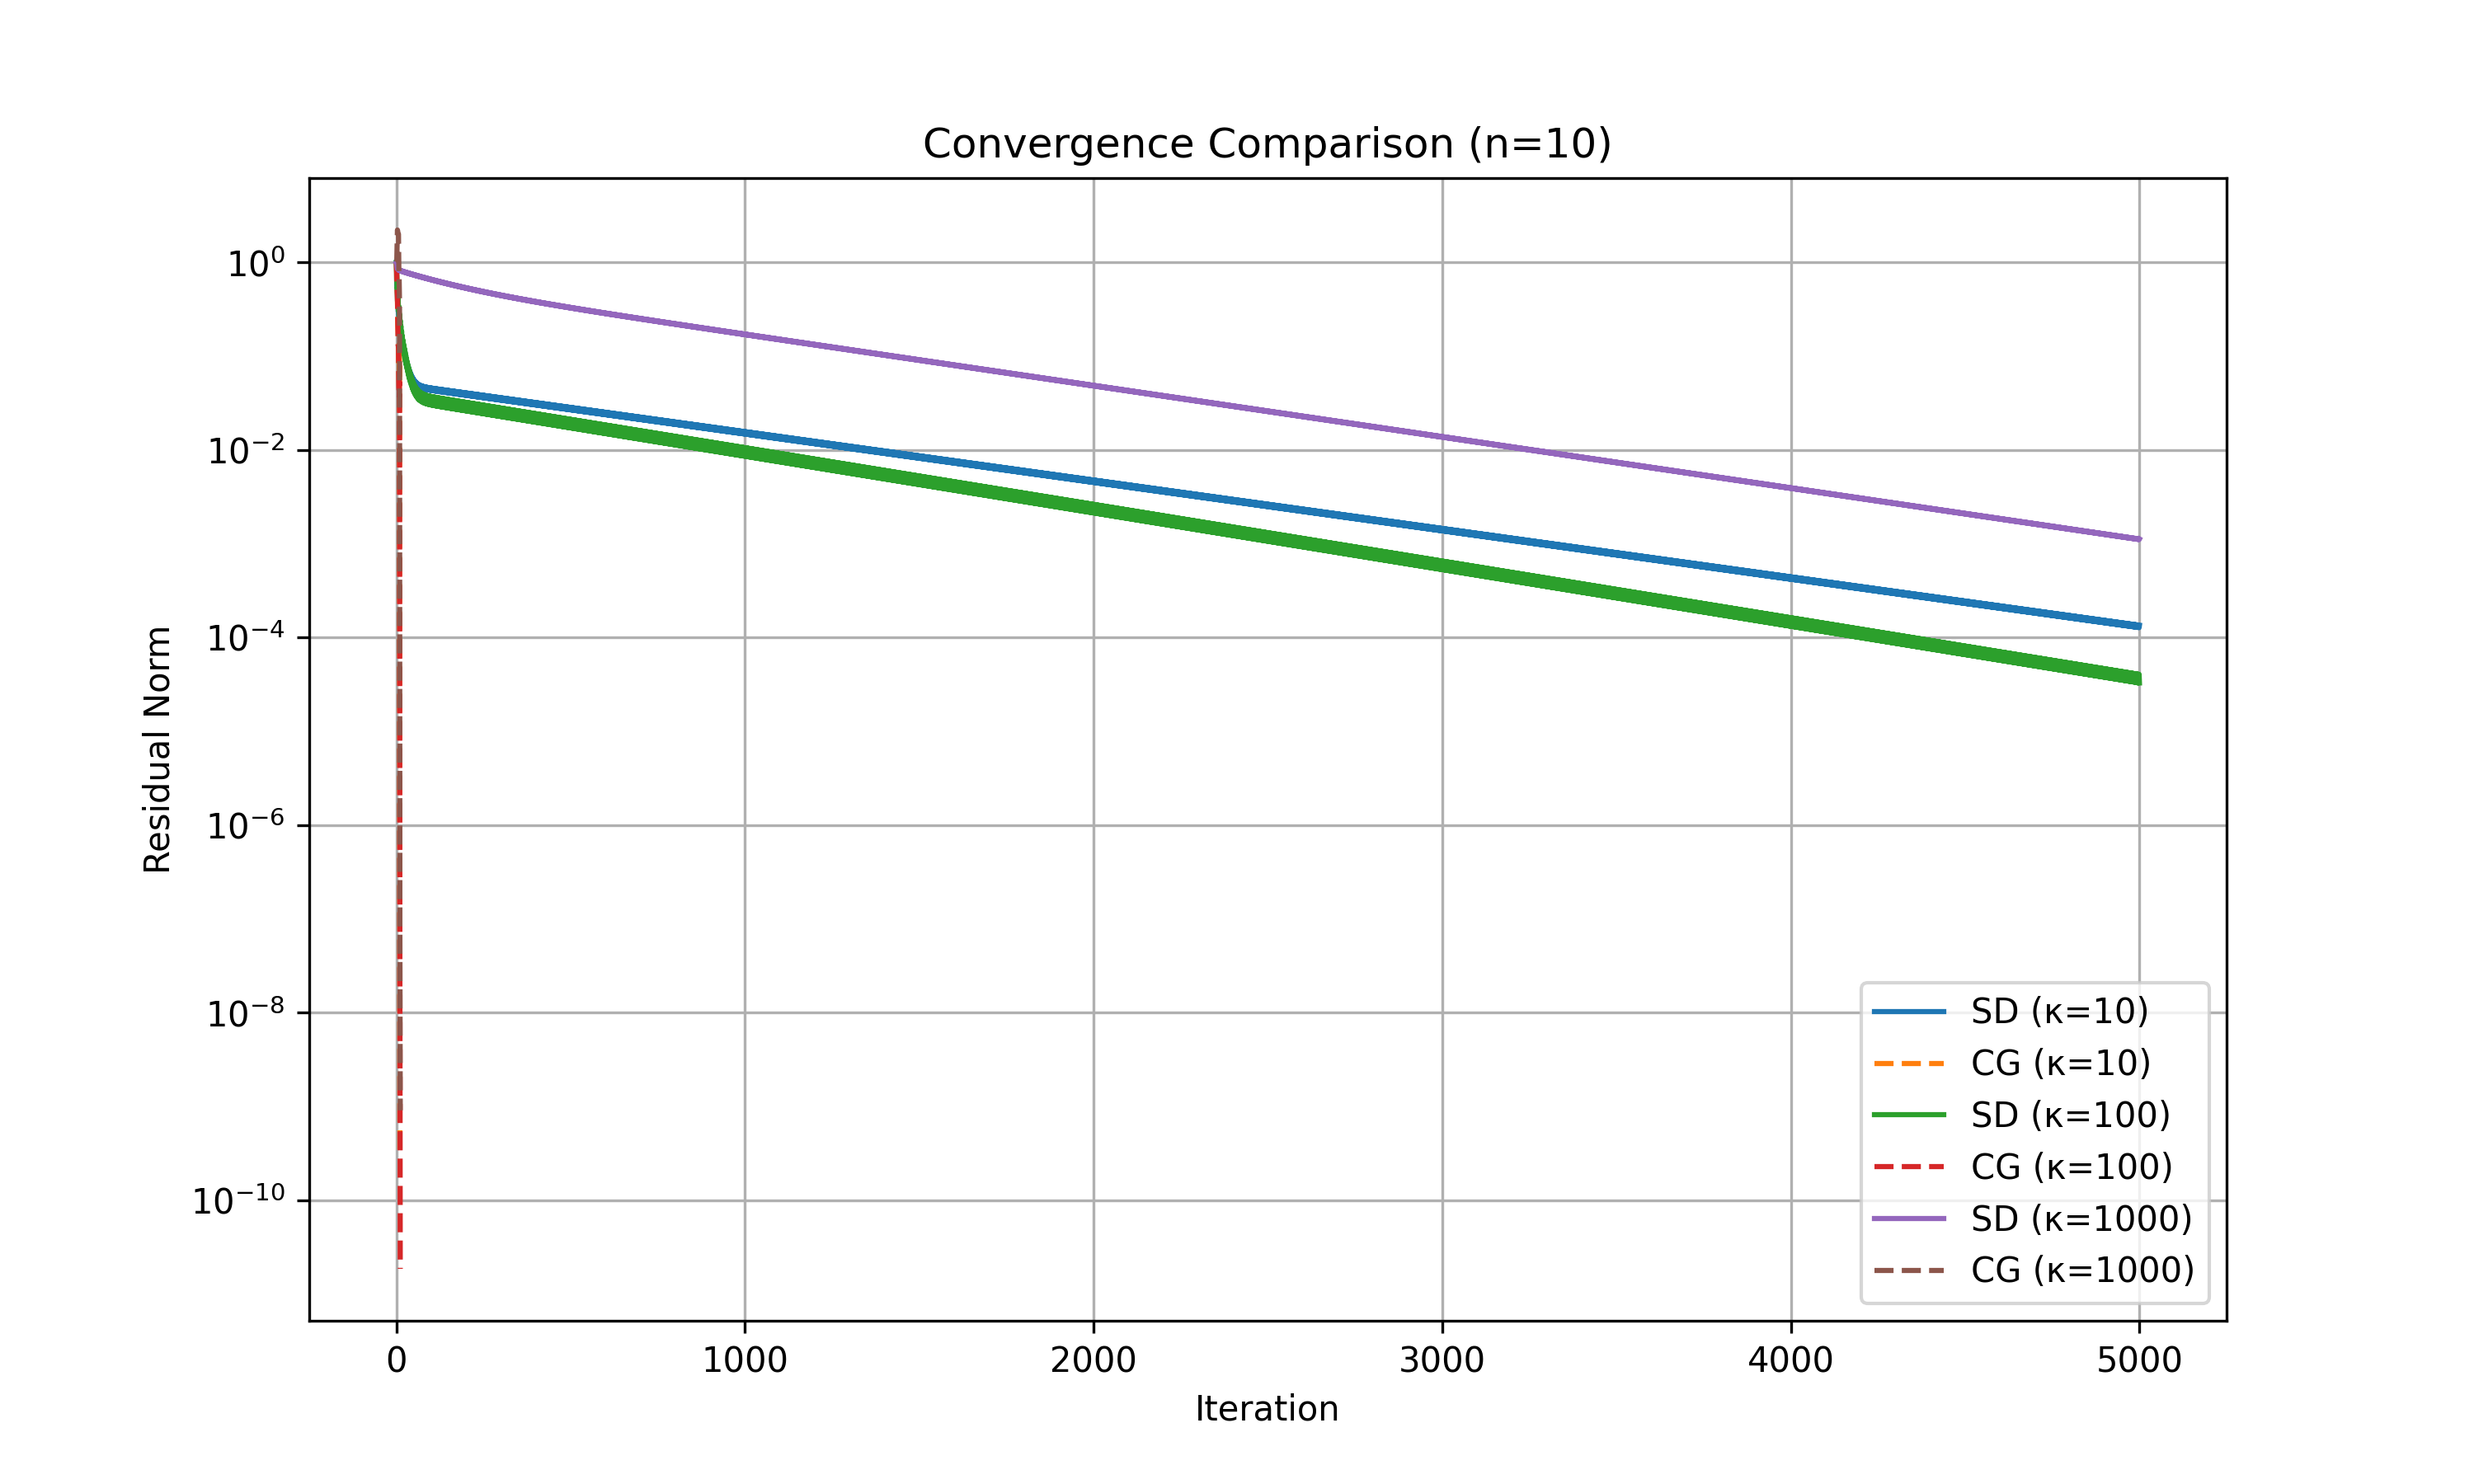 Convergence Comparison (n=10)
Residual Norm
10⁰
10⁻²
10⁻⁴
10⁻⁶
10⁻⁸
10⁻¹⁰
SD (κ=10)
CG (κ=10)
SD (κ=100)
CG (κ=100)
SD (κ=1000)
CG (κ=1000)
0 1000 2000 3000 4000 5000
Iteration